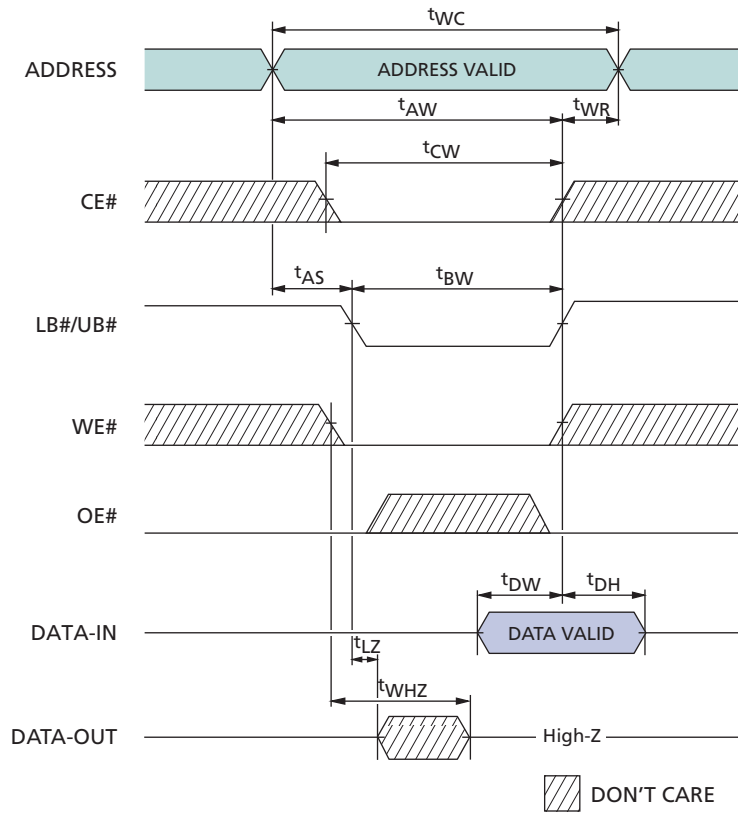 tWC
ADDRESS
ADDRESS VALID
tAW
tWR
tCW
CE#
tAS
tBW
LB#/UB#
WE#
OE#
tDW
tDH
DATA-IN
DATA VALID
tLZ
tWHZ
DATA-OUT
High-Z
DON'T CARE